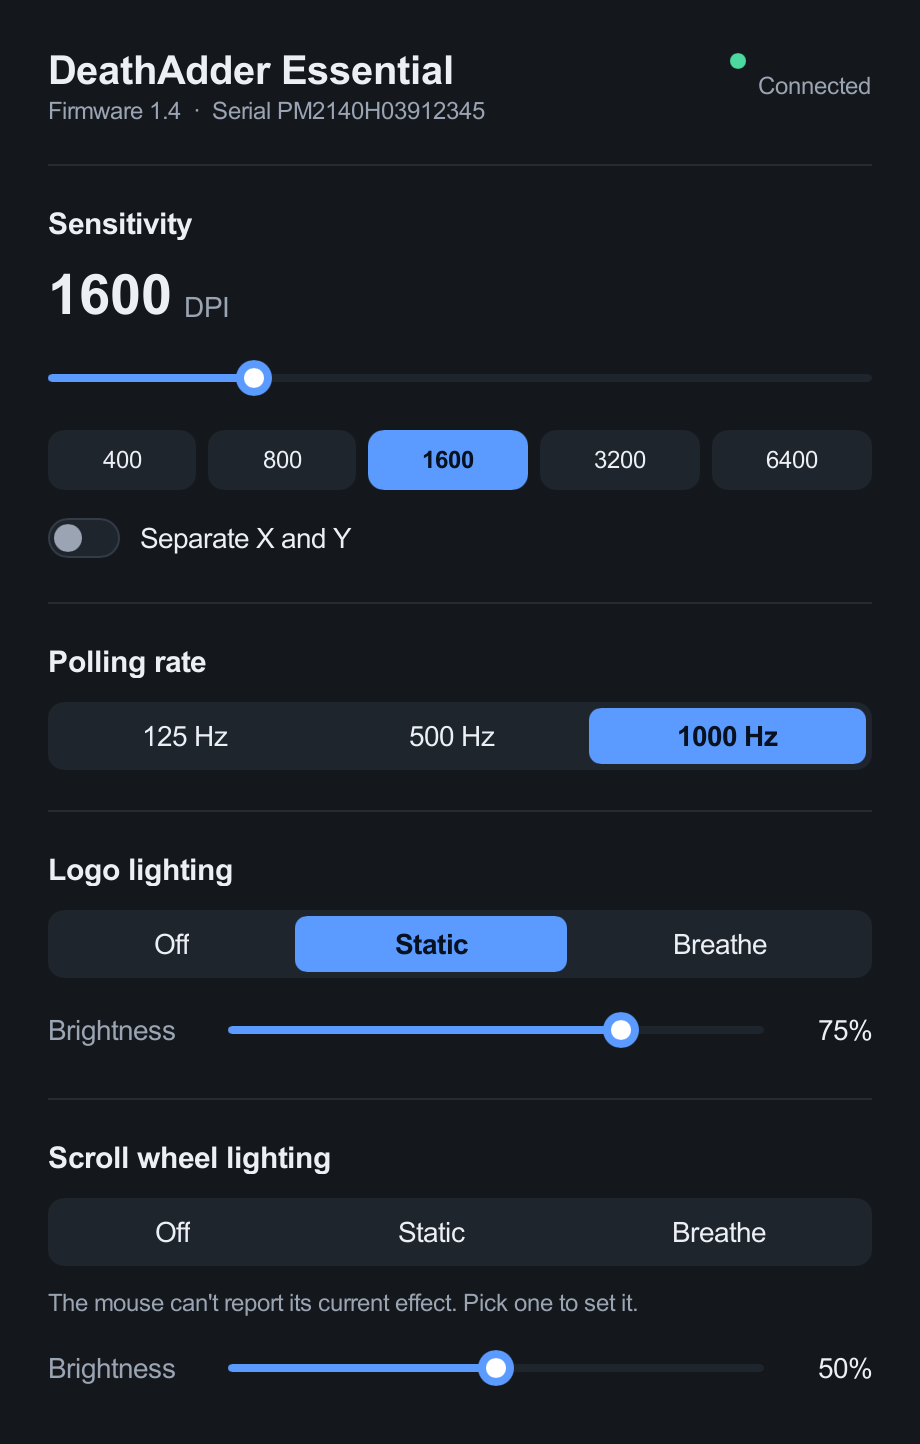 DeathAdder Essential
Connected
Firmware 1.4 · Serial PM2140H03912345
Sensitivity
1600 DPI
400 800 1600 3200 6400
Separate X and Y
Polling rate
125 Hz 500 Hz 1000 Hz
Logo lighting
Off Static Breathe
Brightness 75%
Scroll wheel lighting
Off Static Breathe
The mouse can't report its current effect. Pick one to set it.
Brightness 50%